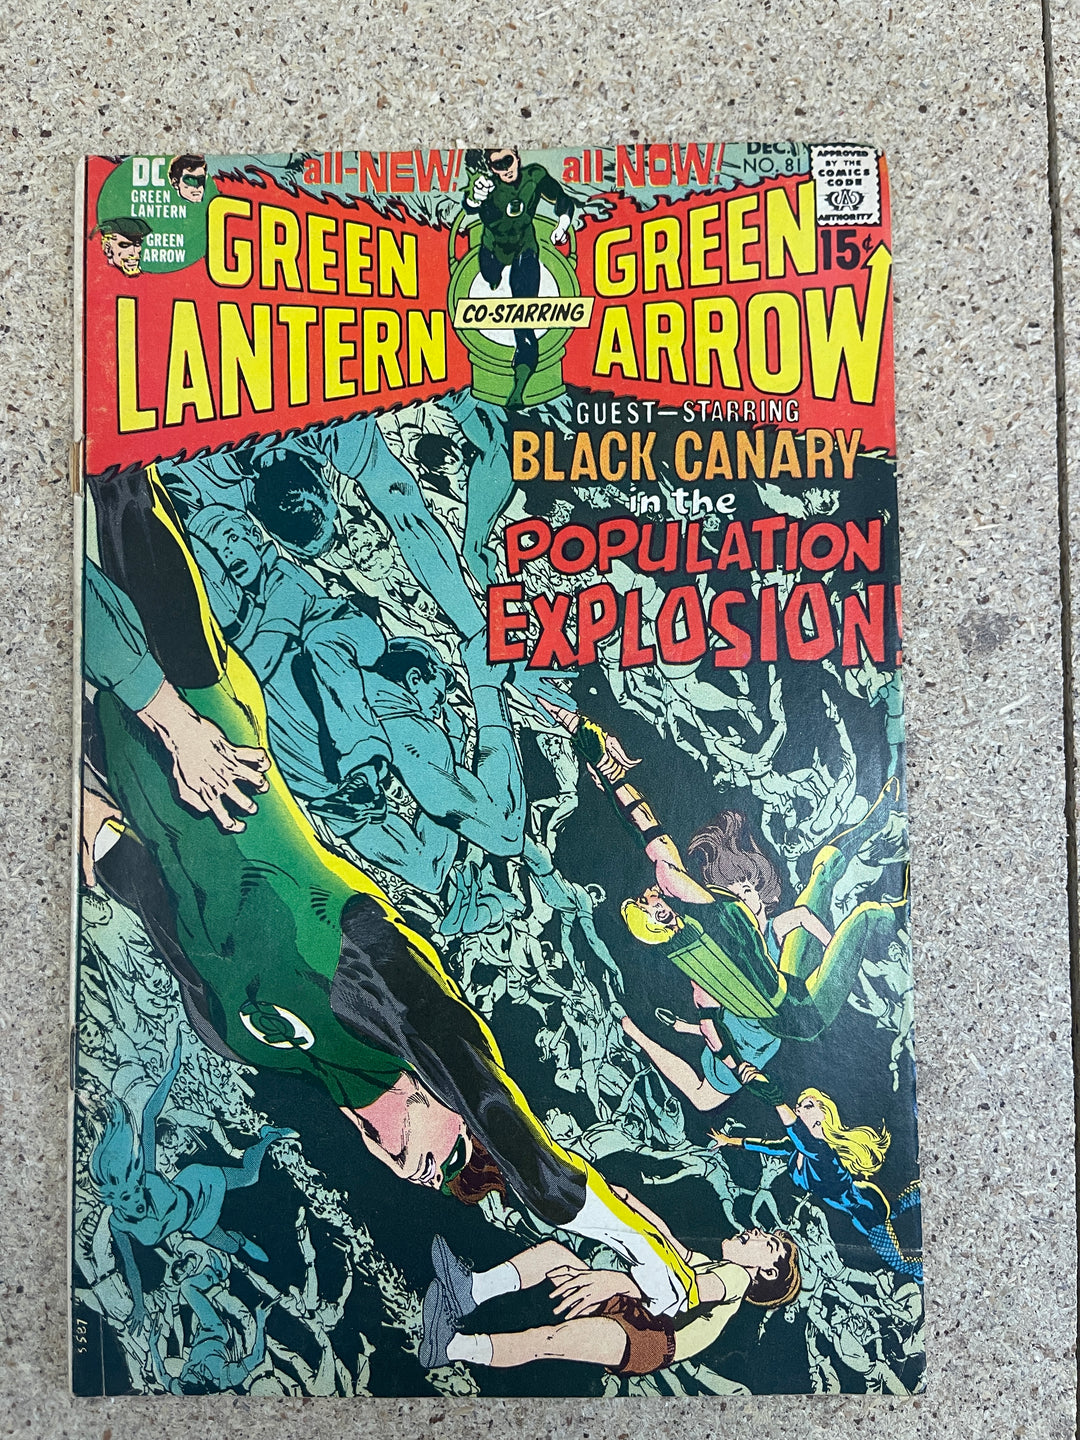 DC
GREEN
LANTERN
GREEN
ARROW
all-NEW!
all NOW!
DEC.
NO. 81
APPROVED
BY THE
COMICS
CODE
AUTHORITY
15¢
GREEN
LANTERN
CO-STARRING
GREEN
ARROW
GUEST-STARRING
BLACK CANARY
in the
POPULATION
EXPLOSION!